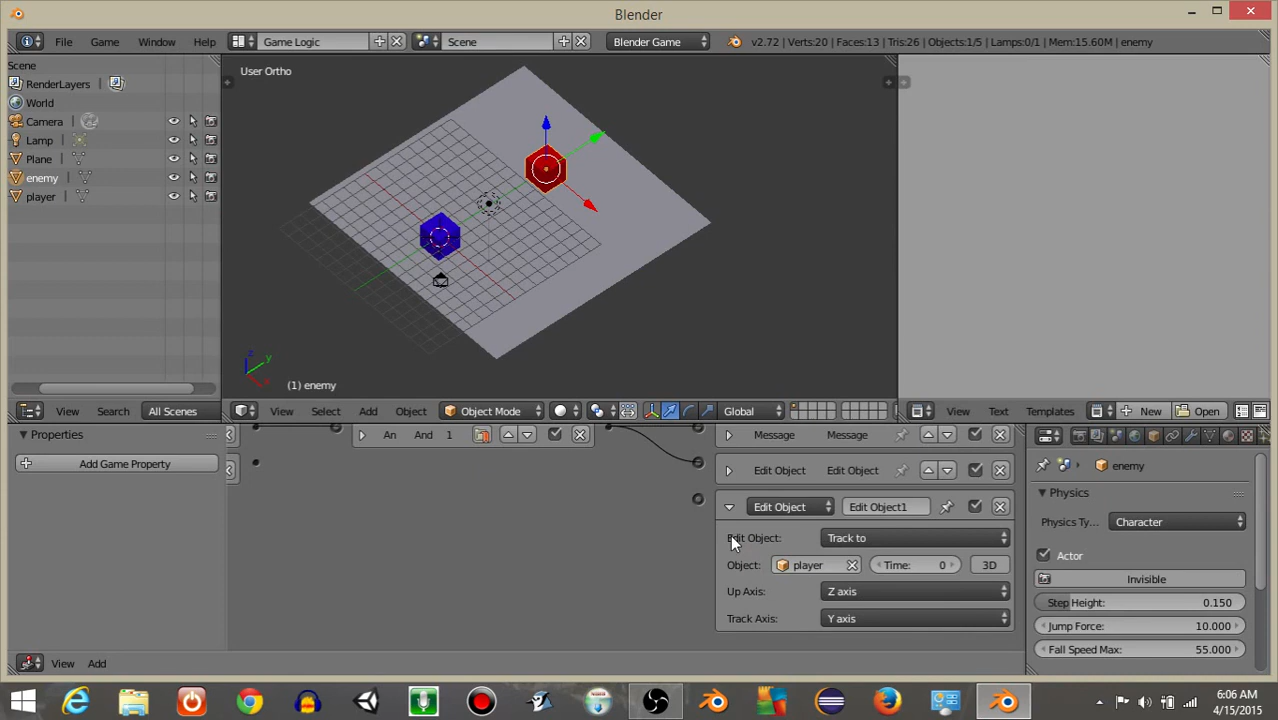 Blender
File Game Window Help Game Logic Scene Blender Game v2.72 | Verts:20 | Faces:13 | Tris:26 | Objects:1/5 | Lamps:0/1 | Mem:15.60M | enemy
Scene
RenderLayers
World
Camera
Lamp
Plane
enemy
player
User Ortho
z
y
x
(1) enemy
View Search All Scenes
View Select Add Object Object Mode Global
View Text Templates New Open
Properties
Add Game Property
An And 1
Message Message
Edit Object Edit Object
Edit Object Edit Object1
Edit Object: Track to
Object: player Time: 0 3D
Up Axis: Z axis
Track Axis: Y axis
View Add
enemy
Physics
Physics Ty... Character
Actor
Invisible
Step Height: 0.150
Jump Force: 10.000
Fall Speed Max: 55.000
6:06 AM
4/15/2015